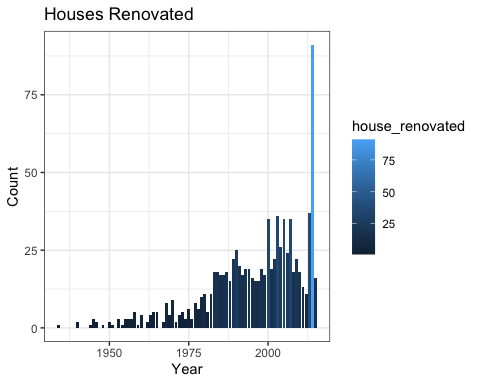 Houses Renovated
75
50
25
0
Count
1950
1975
2000
Year
house_renovated
75
50
25